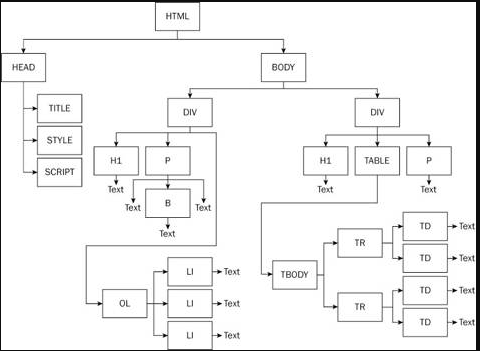 HTML
HEAD BODY
TITLE DIV DIV
STYLE
H1 P H1 TABLE P
SCRIPT
Text Text Text
Text B Text
TD Text
Text
TR
TD Text
LI Text TBODY
TD Text
OL LI Text TR
TD Text
LI Text